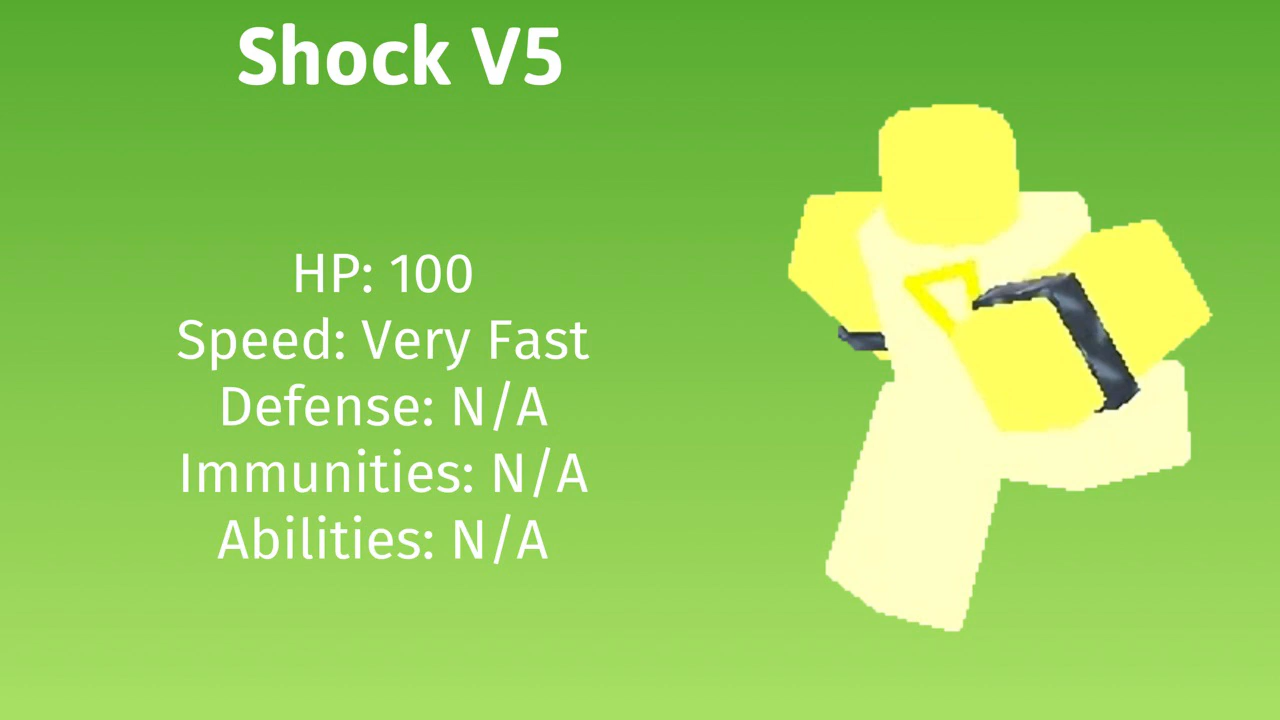 Shock V5
HP: 100
Speed: Very Fast
Defense: N/A
Immunities: N/A
Abilities: N/A